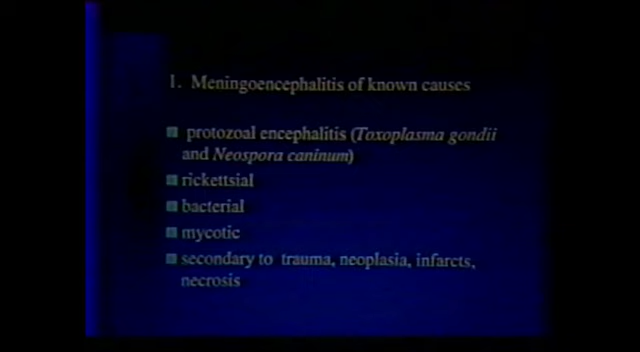 1. Meningoencephalitis of known causes
protozoal encephalitis (Toxoplasma gondii
and Neospora caninum)
rickettsial
bacterial
mycotic
secondary to trauma, neoplasia, infarcts,
necrosis